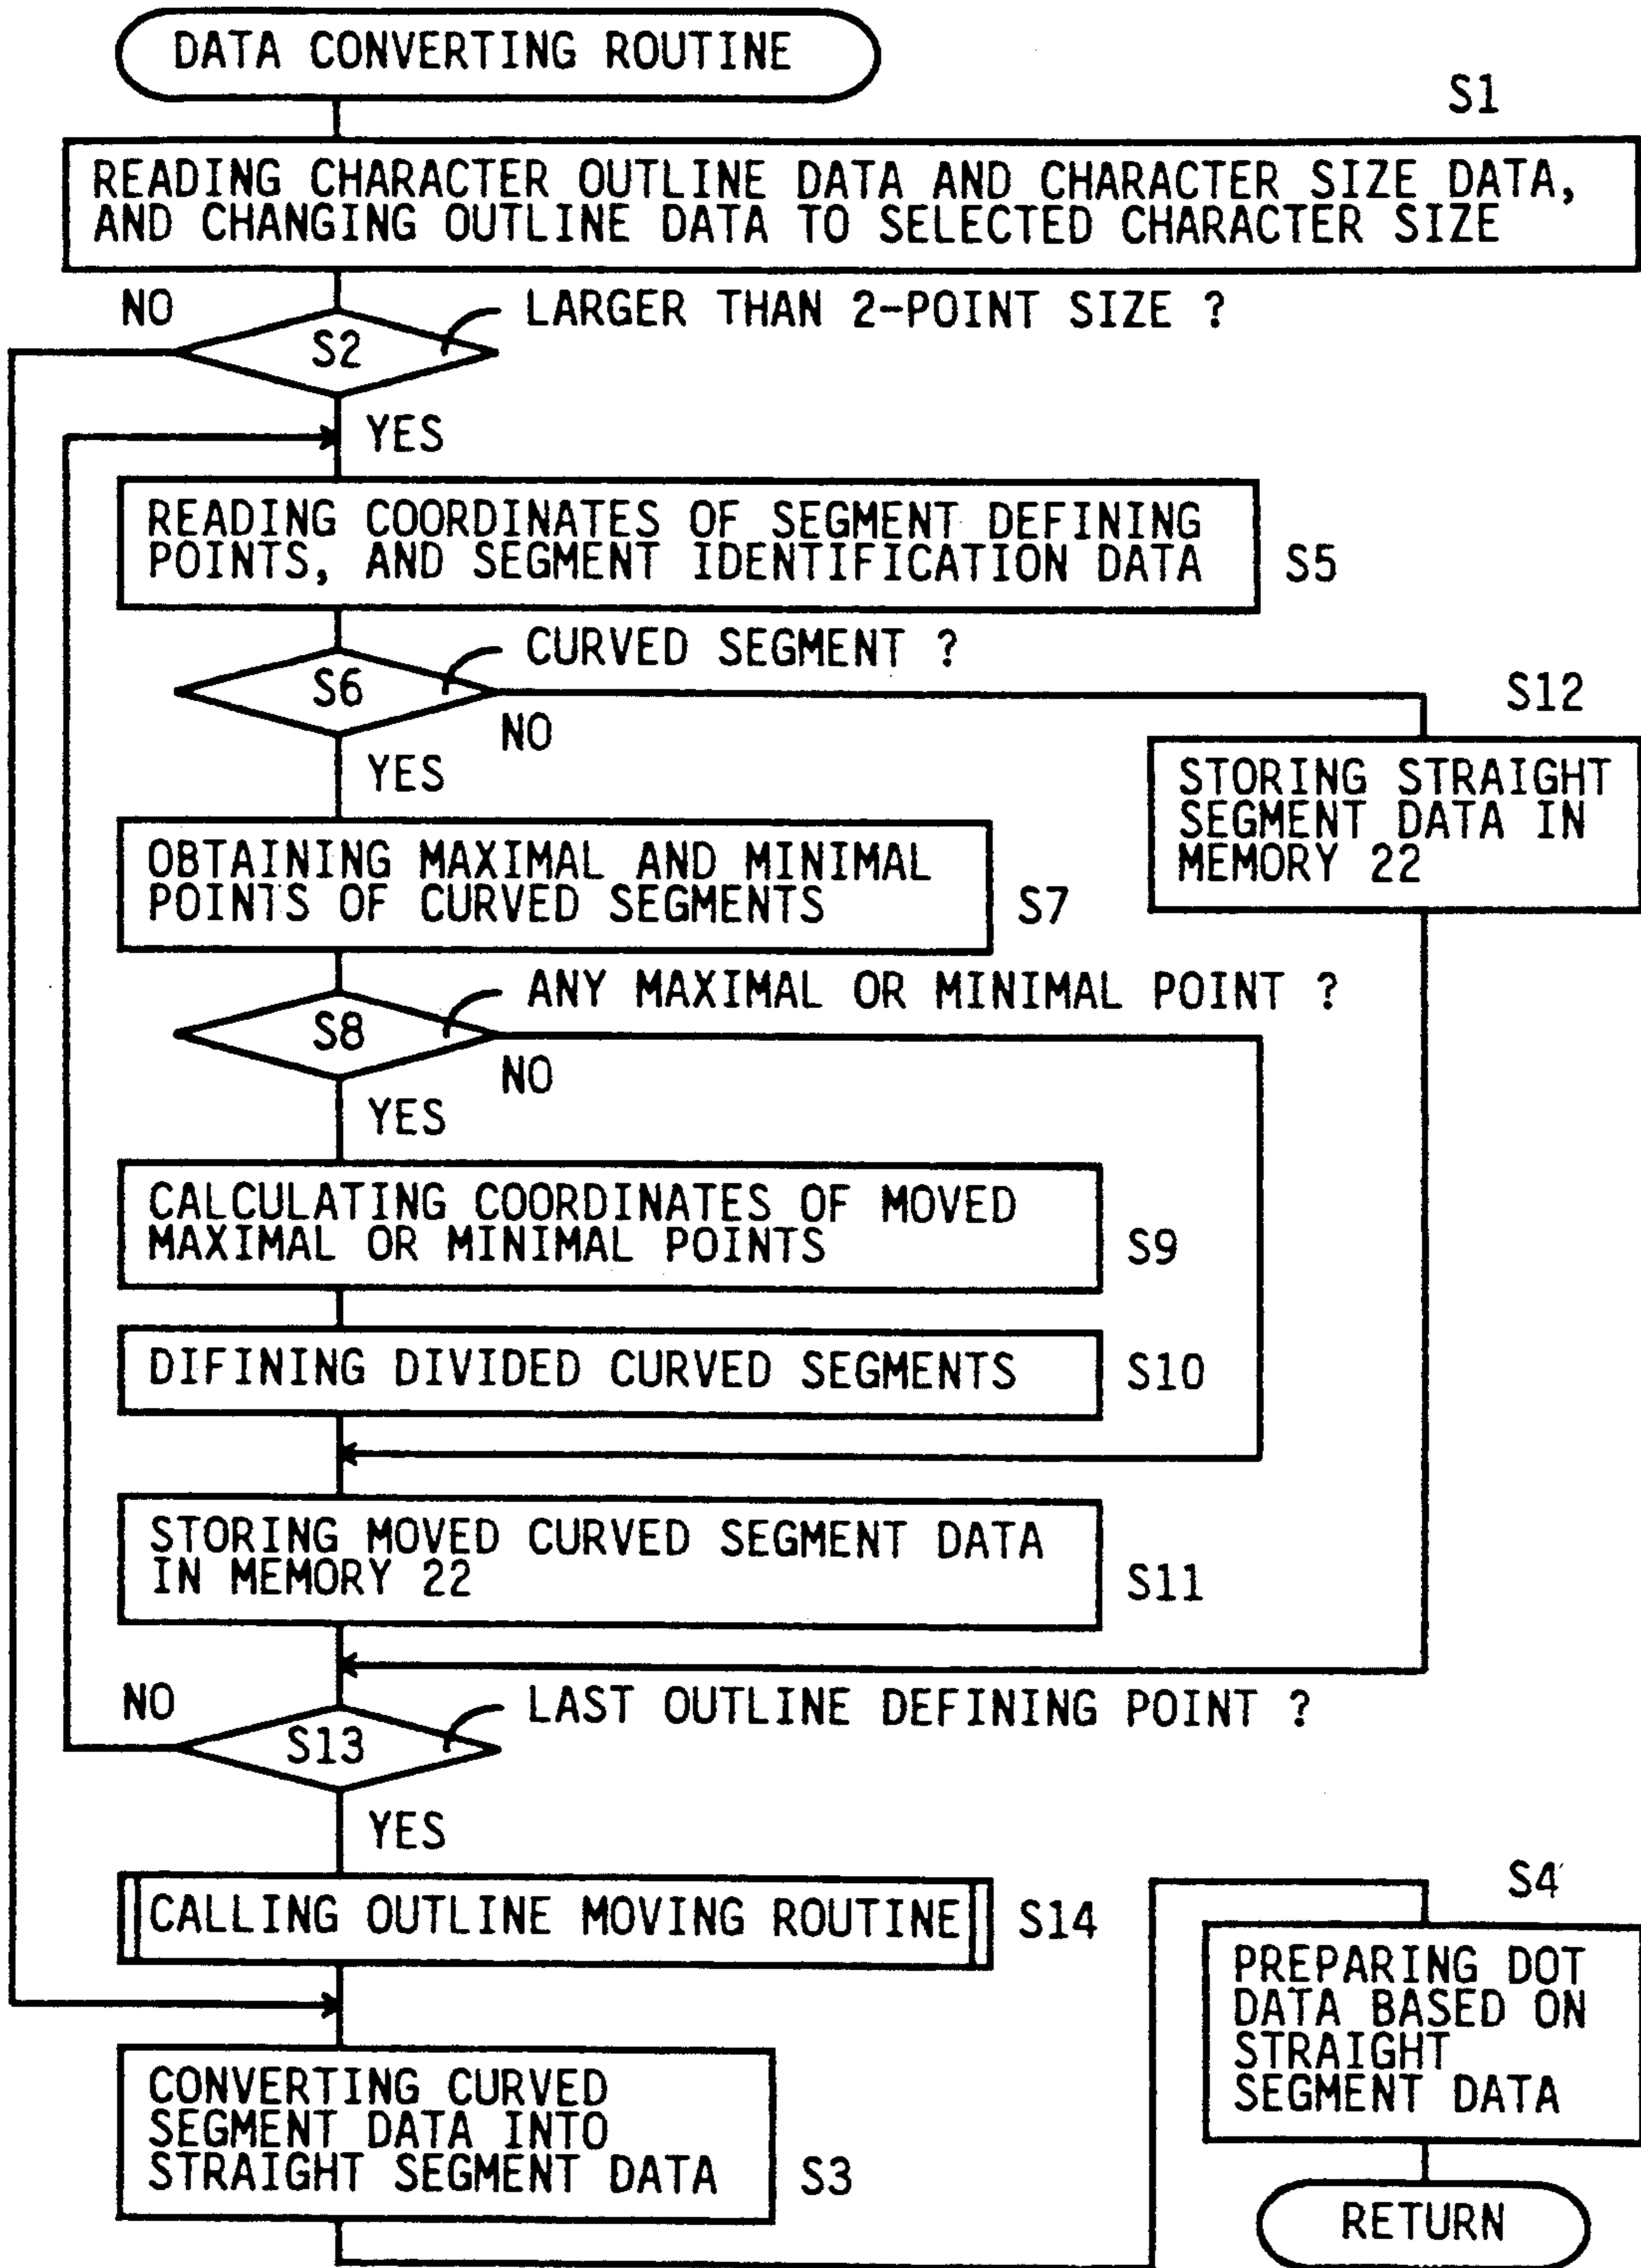 DATA CONVERTING ROUTINE
S1
READING CHARACTER OUTLINE DATA AND CHARACTER SIZE DATA,
AND CHANGING OUTLINE DATA TO SELECTED CHARACTER SIZE
NO
LARGER THAN 2-POINT SIZE ?
S2
YES
READING COORDINATES OF SEGMENT DEFINING
POINTS, AND SEGMENT IDENTIFICATION DATA
S5
CURVED SEGMENT ?
S6
NO
YES
S12
STORING STRAIGHT
SEGMENT DATA IN
MEMORY 22
OBTAINING MAXIMAL AND MINIMAL
POINTS OF CURVED SEGMENTS
S7
ANY MAXIMAL OR MINIMAL POINT ?
S8
NO
YES
CALCULATING COORDINATES OF MOVED
MAXIMAL OR MINIMAL POINTS
S9
DIFINING DIVIDED CURVED SEGMENTS
S10
STORING MOVED CURVED SEGMENT DATA
IN MEMORY 22
S11
NO
LAST OUTLINE DEFINING POINT ?
S13
YES
CALLING OUTLINE MOVING ROUTINE
S14
CONVERTING CURVED
SEGMENT DATA INTO
STRAIGHT SEGMENT DATA
S3
S4
PREPARING DOT
DATA BASED ON
STRAIGHT
SEGMENT DATA
RETURN